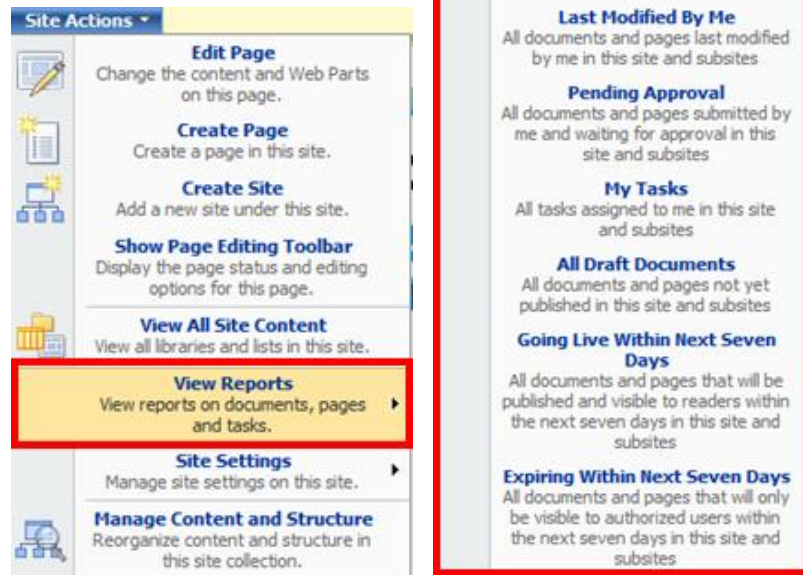 Site Actions
Edit Page
Change the content and Web Parts
on this page.
Create Page
Create a page in this site.
Create Site
Add a new site under this site.
Show Page Editing Toolbar
Display the page status and editing
options for this page.
View All Site Content
View all libraries and lists in this site.
View Reports
View reports on documents, pages
and tasks.
Site Settings
Manage site settings on this site.
Manage Content and Structure
Reorganize content and structure in
this site collection.
Last Modified By Me
All documents and pages last modified
by me in this site and subsites
Pending Approval
All documents and pages submitted by
me and waiting for approval in this
site and subsites
My Tasks
All tasks assigned to me in this site
and subsites
All Draft Documents
All documents and pages not yet
published in this site and subsites
Going Live Within Next Seven
Days
All documents and pages that will be
published and visible to readers within
the next seven days in this site and
subsites
Expiring Within Next Seven Days
All documents and pages that will only
be visible to authorized users within
the next seven days in this site and
subsites